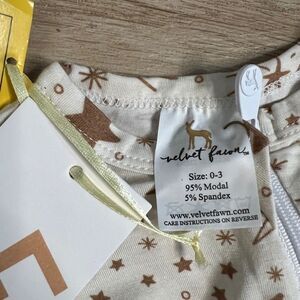 velvet fawn
Size: 0-3
95% Modal
5% Spandex
www.velvetfawn.com
CARE INSTRUCTIONS ON REVERSE